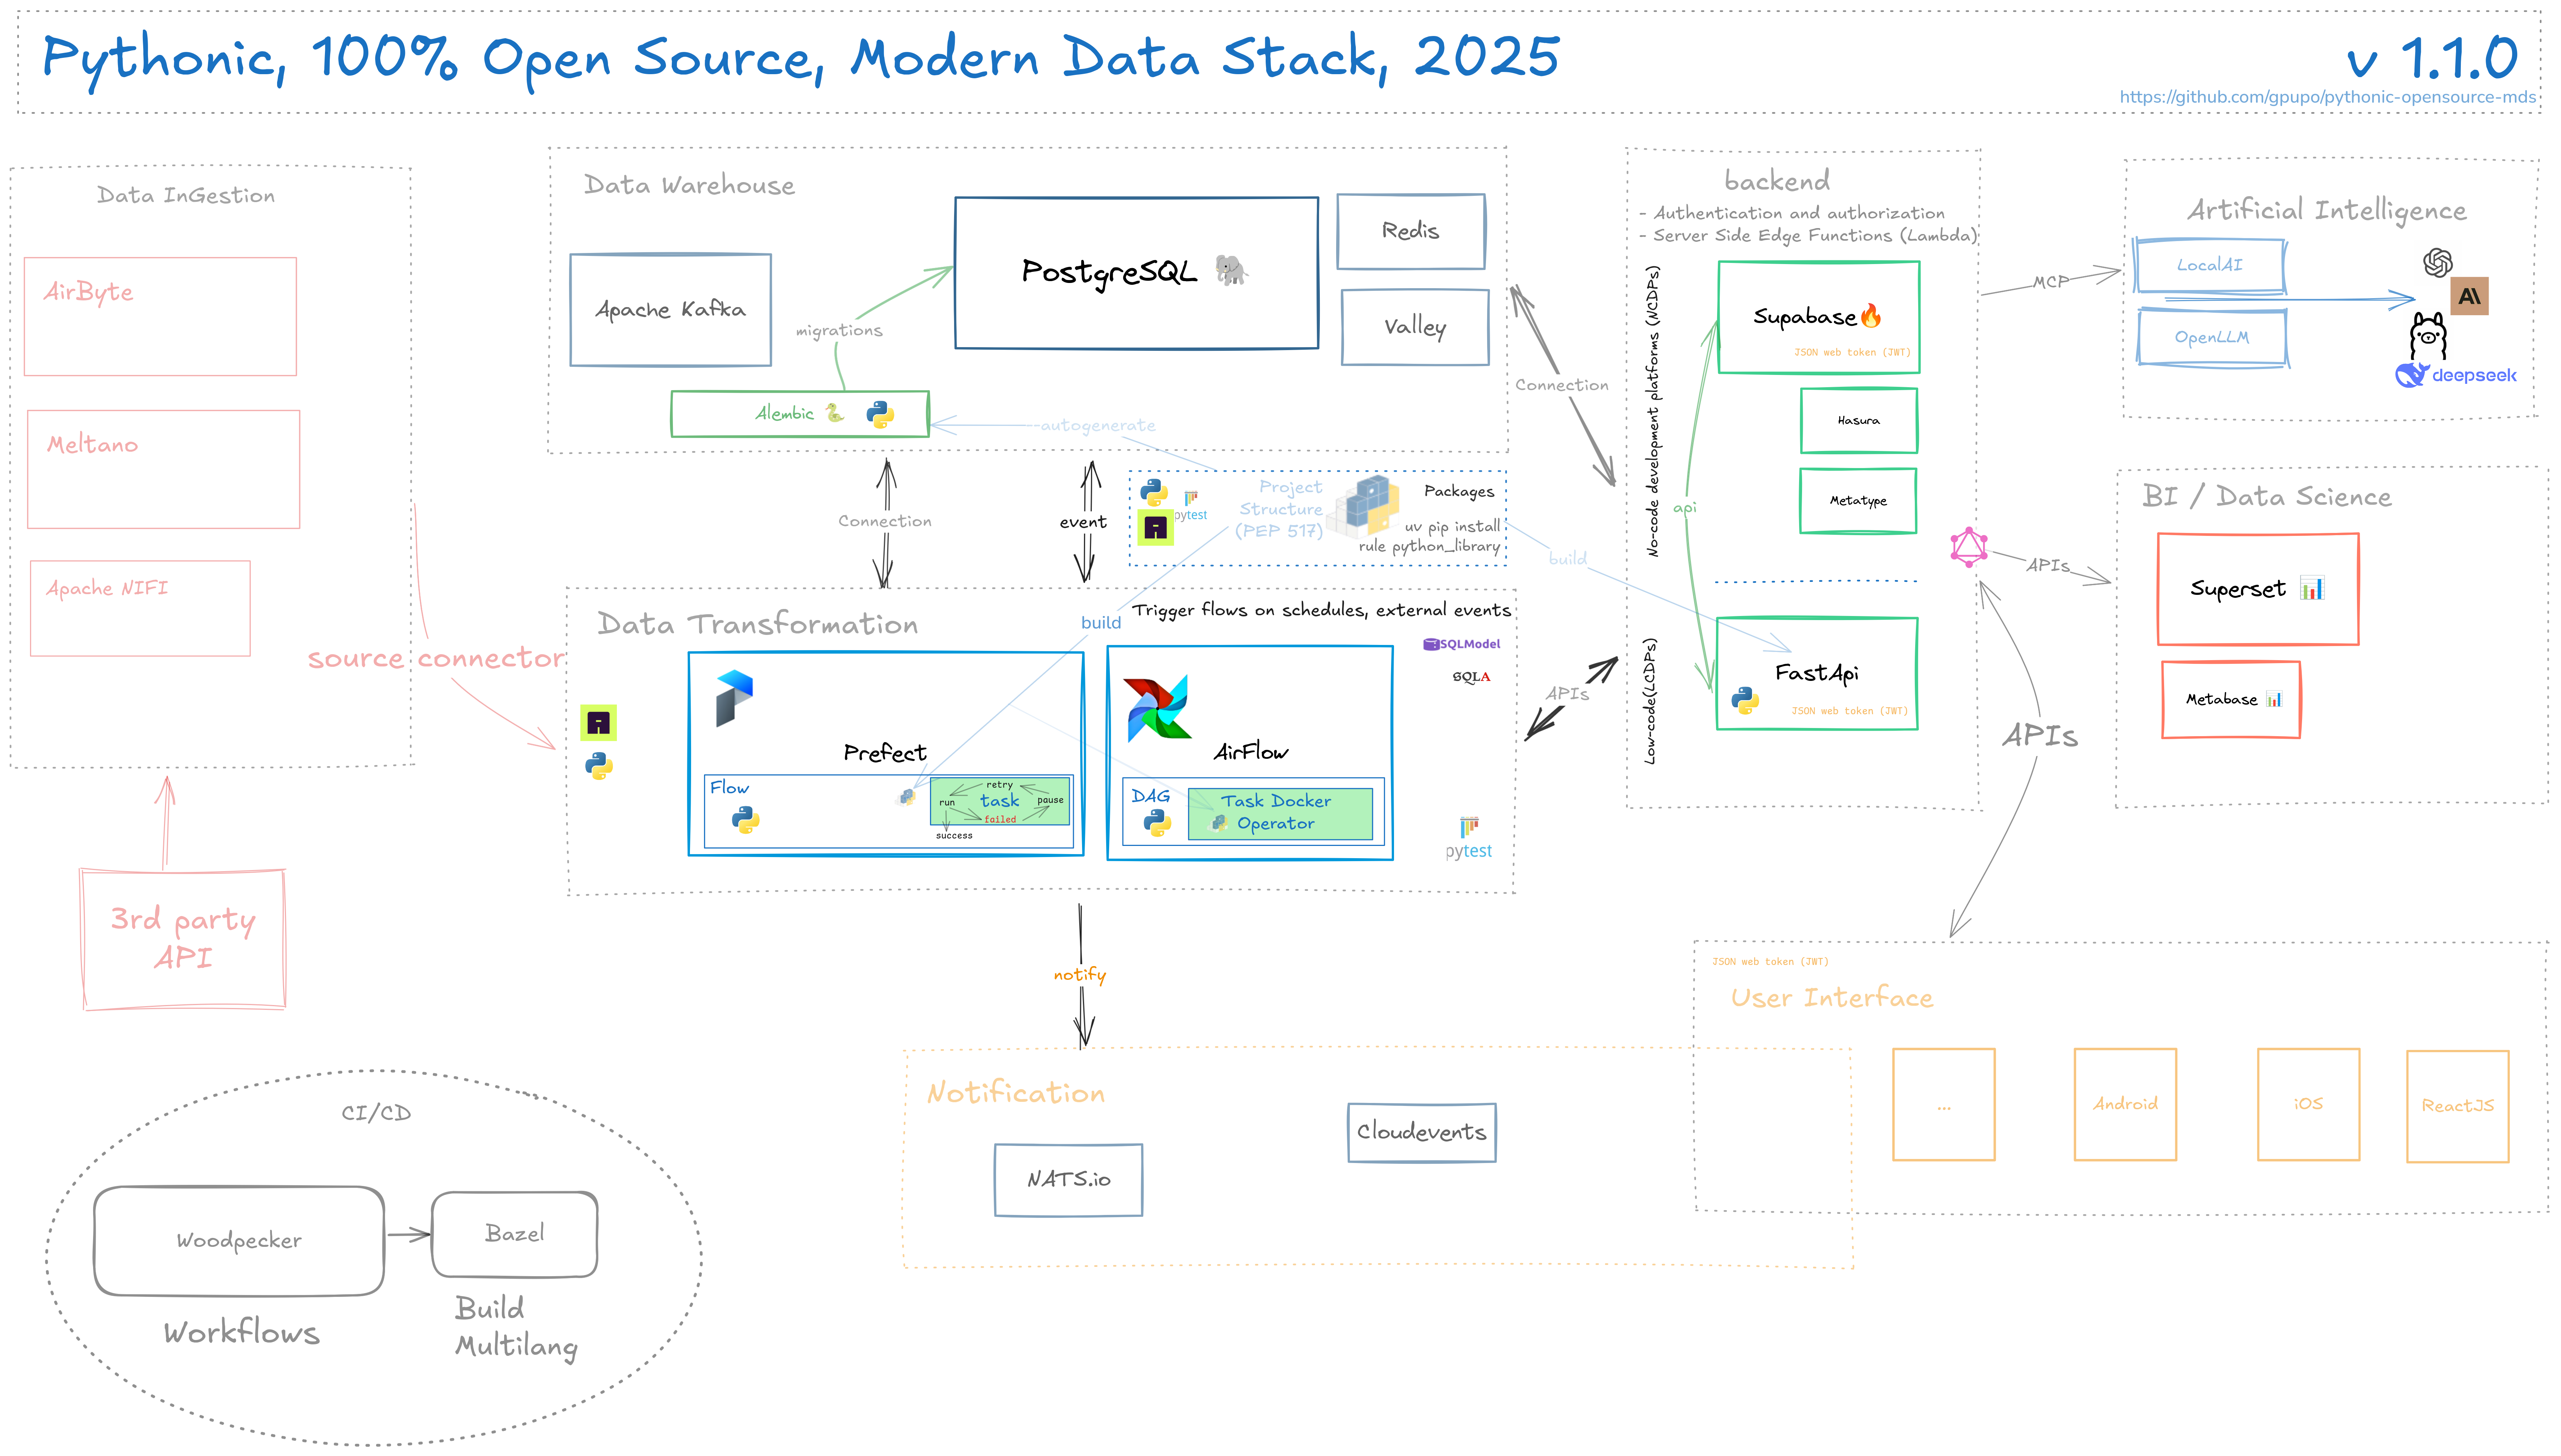 Pythonic, 100% Open Source, Modern Data Stack, 2025
v 1.1.0
https://github.com/gpupo/pythonic-opensource-mds
Data InGestion
AirByte
Meltano
Apache NIFI
source connector
3rd party
API
Data Warehouse
Apache Kafka
migrations
PostgreSQL
Redis
Valley
Alembic
--autogenerate
Connection
event
Project
Structure
(PEP 517)
pytest
Packages
uv pip install
rule python_library
build
build
Data Transformation
Trigger flows on schedules, external events
SQLModel
SQLA
Prefect
Flow
retry
run
task
pause
failed
success
AirFlow
DAG
Task Docker
Operator
pytest
Connection
APIs
backend
- Authentication and authorization
- Server Side Edge Functions (Lambda)
No-code development platforms (NCDPs)
Supabase
JSON web token (JWT)
Hasura
Metatype
api
Low-code(LCDPs)
FastApi
JSON web token (JWT)
MCP
APIs
APIs
Artificial Intelligence
LocalAI
OpenLLM
A\
deepseek
BI / Data Science
Superset
Metabase
notify
Notification
NATS.io
Cloudevents
JSON web token (JWT)
User Interface
...
Android
iOS
ReactJS
CI/CD
Woodpecker
Bazel
Workflows
Build
Multilang